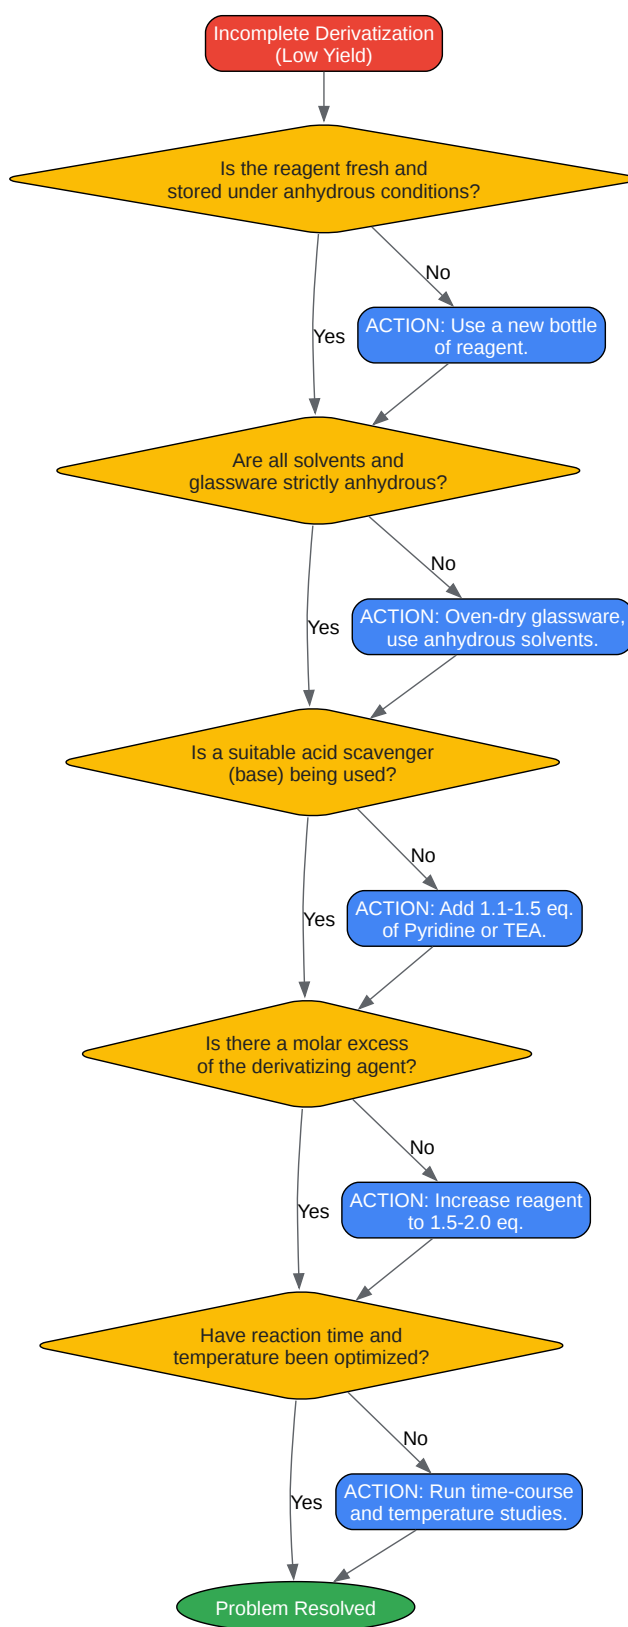 Incomplete Derivatization
(Low Yield)
Is the reagent fresh and
stored under anhydrous conditions?
No
Yes
ACTION: Use a new bottle
of reagent.
Are all solvents and
glassware strictly anhydrous?
No
Yes
ACTION: Oven-dry glassware,
use anhydrous solvents.
Is a suitable acid scavenger
(base) being used?
No
Yes
ACTION: Add 1.1-1.5 eq.
of Pyridine or TEA.
Is there a molar excess
of the derivatizing agent?
No
Yes
ACTION: Increase reagent
to 1.5-2.0 eq.
Have reaction time and
temperature been optimized?
No
Yes
ACTION: Run time-course
and temperature studies.
Problem Resolved